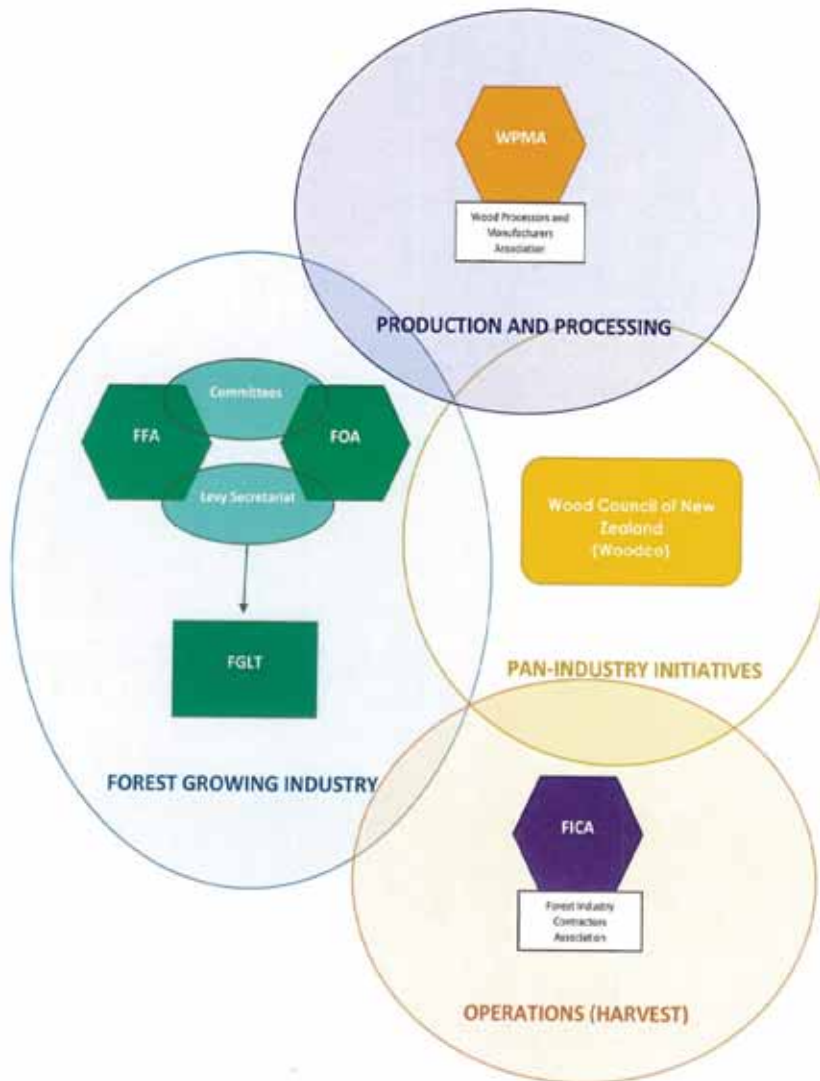 WPMA
Wood Processors and
Manufacturers
Association
PRODUCTION AND PROCESSING
Committees
FFA
FOA
Levy Secretariat
FGLT
FOREST GROWING INDUSTRY
Wood Council of New
Zealand
(Woodco)
PAN-INDUSTRY INITIATIVES
FICA
Forest Industry
Contractors
Association
OPERATIONS (HARVEST)